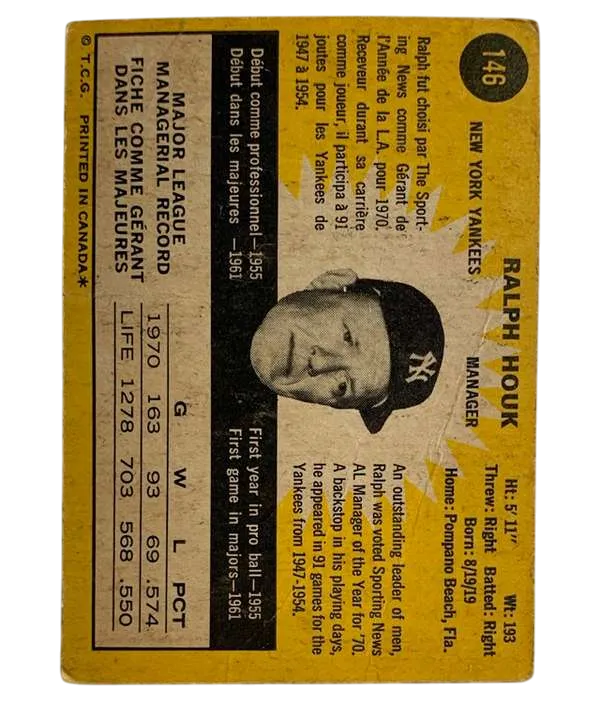 146
RALPH HOUK
NEW YORK YANKEES MANAGER
Ht: 5' 11" Wt: 193
Threw: Right Batted: Right
Born: 8/19/19
Home: Pompano Beach, Fla.
Ralph fut choisi par The Sport-
ing News comme Gérant de
l'Année de la L.A. pour 1970.
Receveur durant sa carrière
comme joueur, il participa à 91
joutes pour les Yankees de
1947 à 1954.
NY
An outstanding leader of men,
Ralph was voted Sporting News
AL Manager of the Year for '70.
A backstop in his playing days,
he appeared in 91 games for the
Yankees from 1947-1954.
Début comme professionnel—1955
Début dans les majeures —1961
First year in pro ball—1955
First game in majors—1961
MAJOR LEAGUE
MANAGERIAL RECORD
FICHE COMME GÉRANT
DANS LES MAJEURES
G W L PCT
1970 163 93 69 .574
LIFE 1278 703 568 .550
© T.C.G. PRINTED IN CANADA*